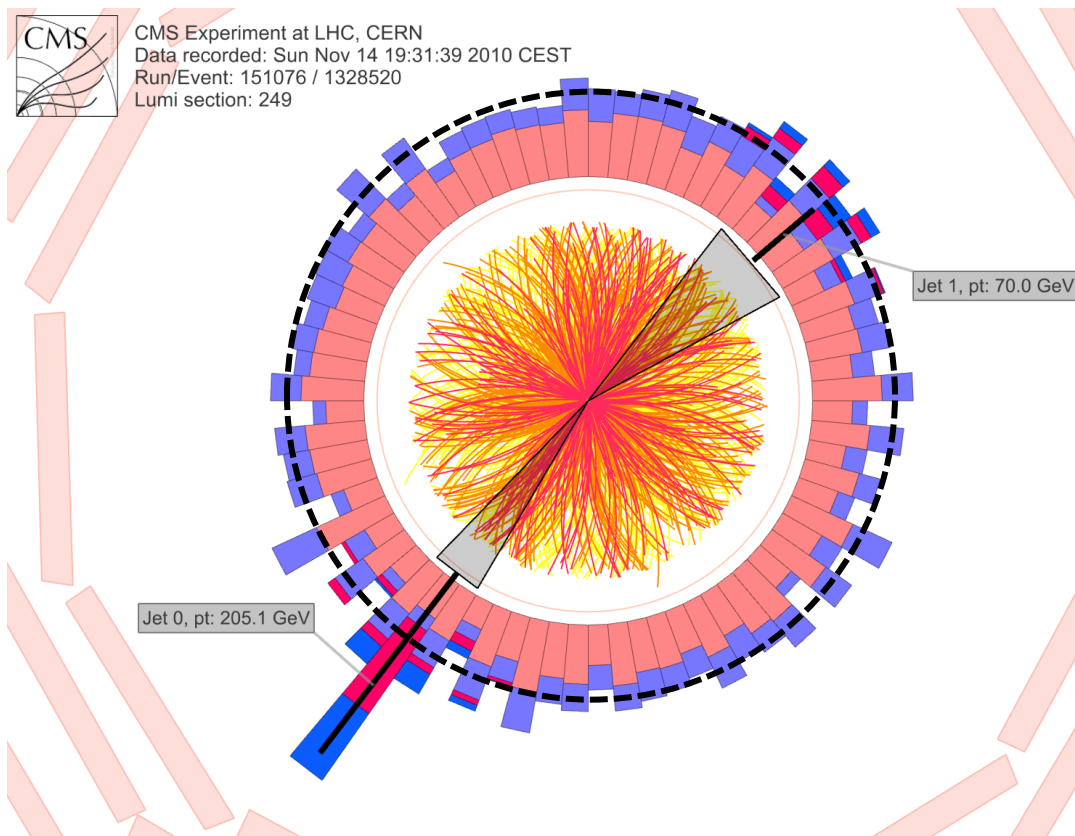 CMS
CMS Experiment at LHC, CERN
Data recorded: Sun Nov 14 19:31:39 2010 CEST
Run/Event: 151076 / 1328520
Lumi section: 249
Jet 1, pt: 70.0 GeV
Jet 0, pt: 205.1 GeV